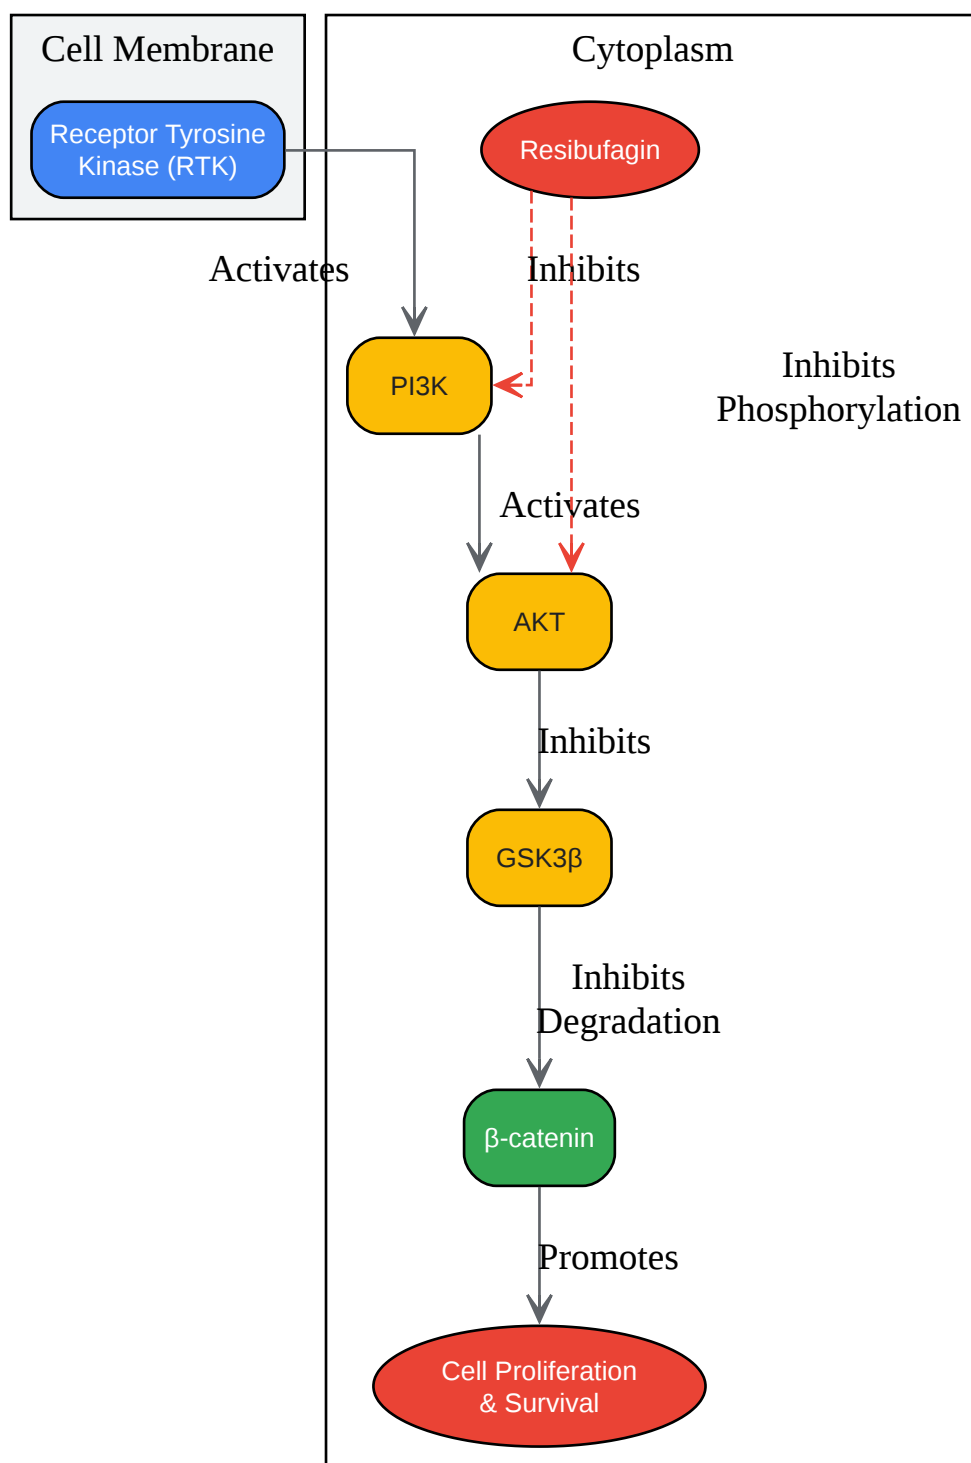 Cell Membrane
Cytoplasm
Receptor Tyrosine
Kinase (RTK)
Resibufagin
Activates
Inhibits
Inhibits
Phosphorylation
PI3K
Activates
AKT
Inhibits
GSK3β
Inhibits
Degradation
β-catenin
Promotes
Cell Proliferation
& Survival